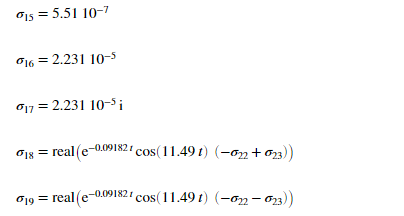 σ₁₅ = 5.51 10⁻⁷
σ₁₆ = 2.231 10⁻⁵
σ₁₇ = 2.231 10⁻⁵ i
σ₁₈ = real(e^(−0.09182 t) cos(11.49 t) (−σ₂₂ + σ₂₃))
σ₁₉ = real(e^(−0.09182 t) cos(11.49 t) (−σ₂₂ − σ₂₃))